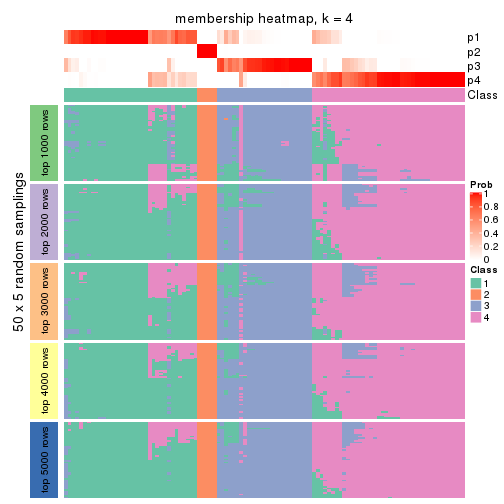 membership heatmap, k = 4
p1
p2
p3
p4
Class
50 x 5 random samplings
top 1000 rows
top 2000 rows
top 3000 rows
top 4000 rows
top 5000 rows
Prob
1
0.8
0.6
0.4
0.2
0
Class
1
2
3
4